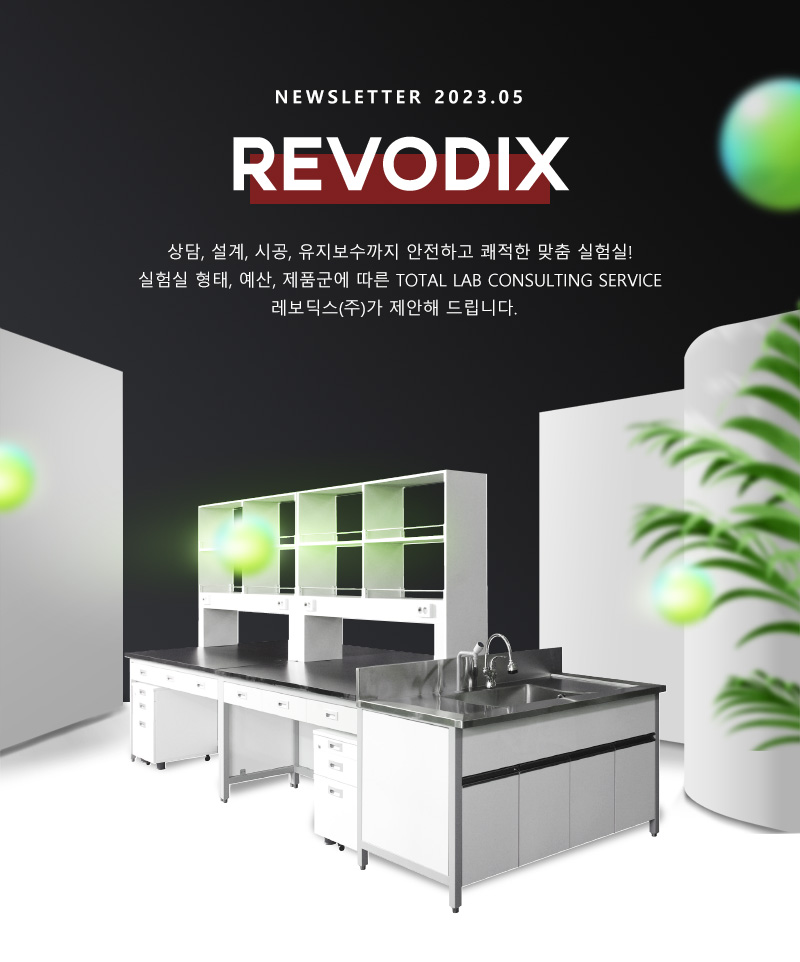 NEWSLETTER 2023.05
REVODIX
상담, 설계, 시공, 유지보수까지 안전하고 쾌적한 맞춤 실험실!
실험실 형태, 예산, 제품군에 따른 TOTAL LAB CONSULTING SERVICE
레보딕스(주)가 제안해 드립니다.